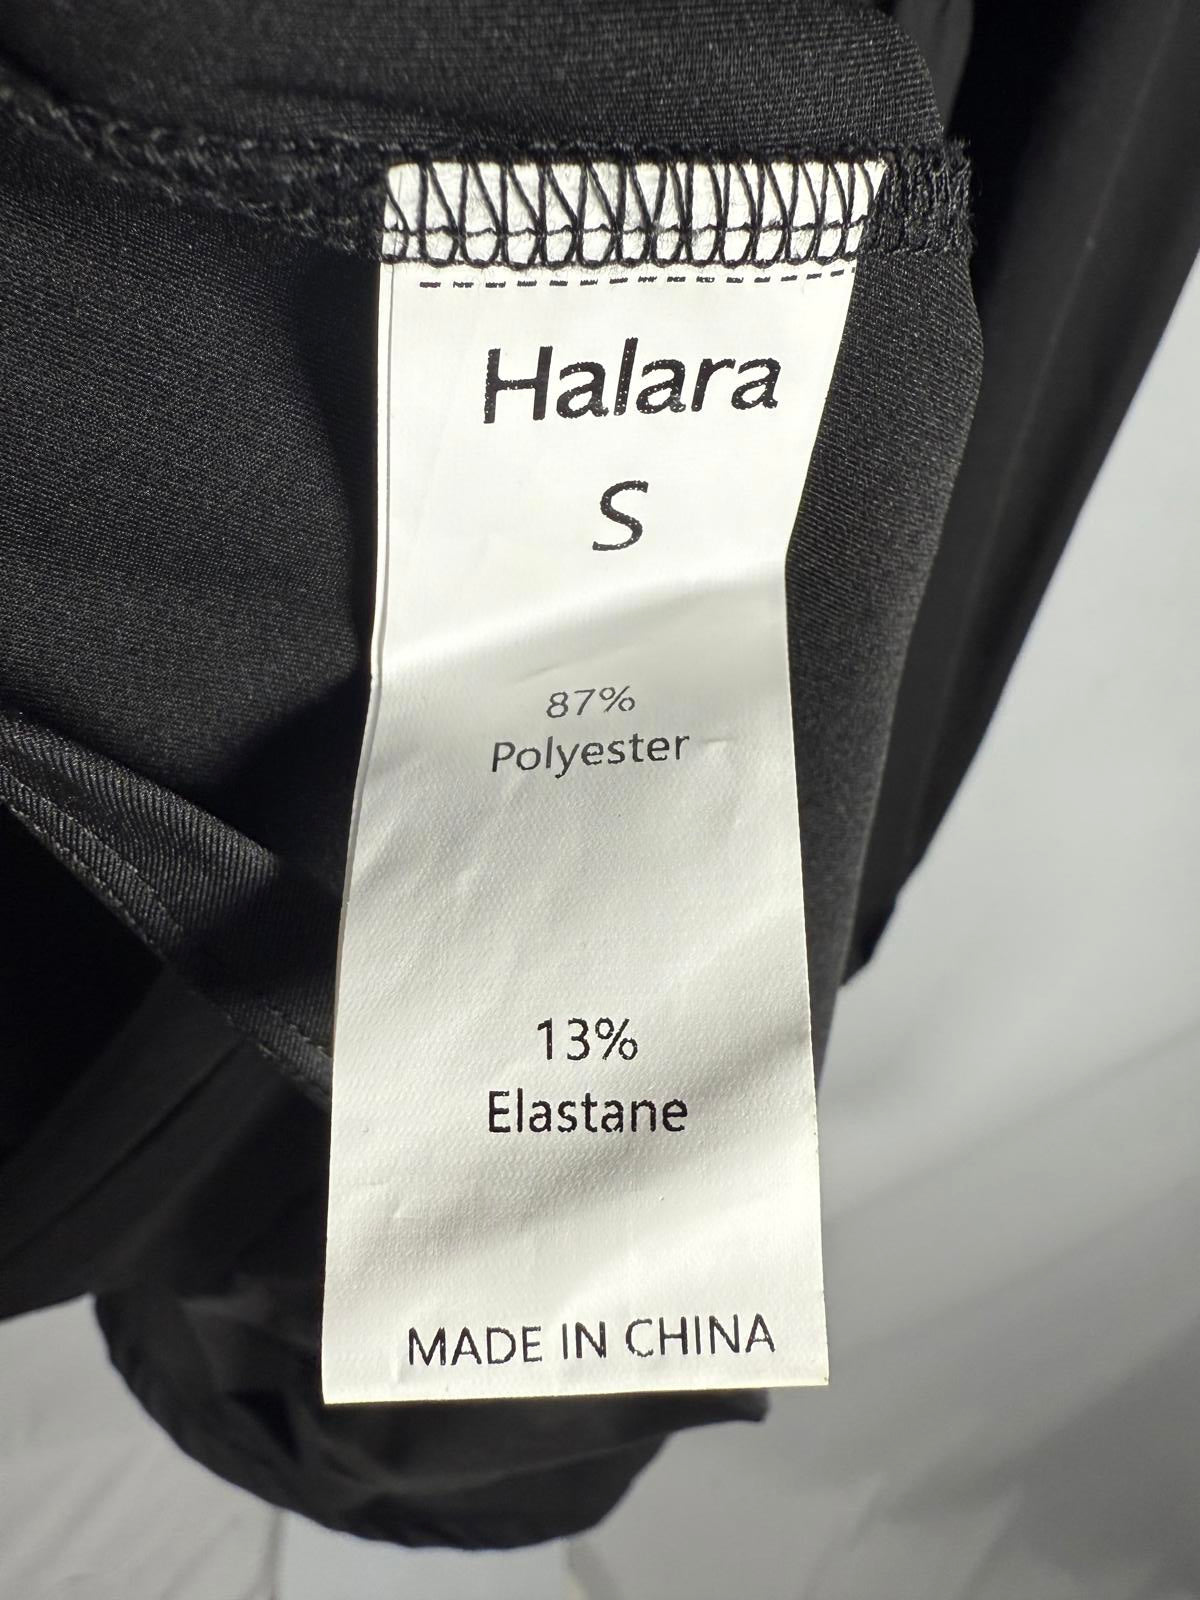 Halara
S
87%
Polyester
13%
Elastane
MADE IN CHINA